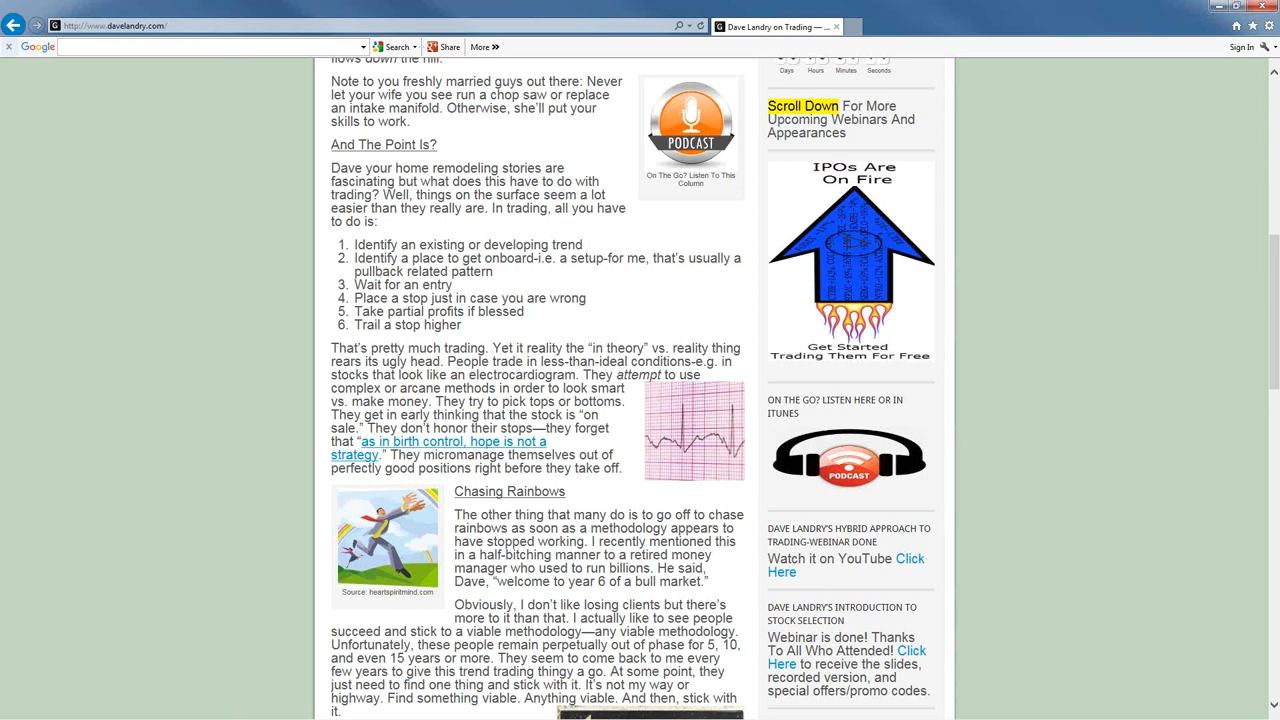 http://www.davelandry.com/
Dave Landry on Trading — ...
Google
Search
Share
More »
Sign In
flows down the hill.
Note to you freshly married guys out there: Never
let your wife you see run a chop saw or replace
an intake manifold. Otherwise, she'll put your
skills to work.
And The Point Is?
PODCAST
On The Go? Listen To This
Column
Dave your home remodeling stories are
fascinating but what does this have to do with
trading? Well, things on the surface seem a lot
easier than they really are. In trading, all you have
to do is:
1. Identify an existing or developing trend
2. Identify a place to get onboard-i.e. a setup-for me, that's usually a
pullback related pattern
3. Wait for an entry
4. Place a stop just in case you are wrong
5. Take partial profits if blessed
6. Trail a stop higher
That's pretty much trading. Yet it reality the “in theory” vs. reality thing
rears its ugly head. People trade in less-than-ideal conditions-e.g. in
stocks that look like an electrocardiogram. They attempt to use
complex or arcane methods in order to look smart
vs. make money. They try to pick tops or bottoms.
They get in early thinking that the stock is “on
sale.” They don't honor their stops—they forget
that “as in birth control, hope is not a
strategy.” They micromanage themselves out of
perfectly good positions right before they take off.
Chasing Rainbows
Source: heartspiritmind.com
The other thing that many do is to go off to chase
rainbows as soon as a methodology appears to
have stopped working. I recently mentioned this
in a half-bitching manner to a retired money
manager who used to run billions. He said,
Dave, “welcome to year 6 of a bull market.”
Obviously, I don't like losing clients but there's
more to it than that. I actually like to see people
succeed and stick to a viable methodology—any viable methodology.
Unfortunately, these people remain perpetually out of phase for 5, 10,
and even 15 years or more. They seem to come back to me every
few years to give this trend trading thingy a go. At some point, they
just need to find one thing and stick with it. It's not my way or
highway. Find something viable. Anything viable. And then, stick with
it.
Days Hours Minutes Seconds
Scroll Down For More
Upcoming Webinars And
Appearances
IPOs Are
On Fire
Get Started
Trading Them For Free
ON THE GO? LISTEN HERE OR IN
ITUNES
PODCAST
DAVE LANDRY'S HYBRID APPROACH TO
TRADING-WEBINAR DONE
Watch it on YouTube Click
Here
DAVE LANDRY'S INTRODUCTION TO
STOCK SELECTION
Webinar is done! Thanks
To All Who Attended! Click
Here to receive the slides,
recorded version, and
special offers/promo codes.